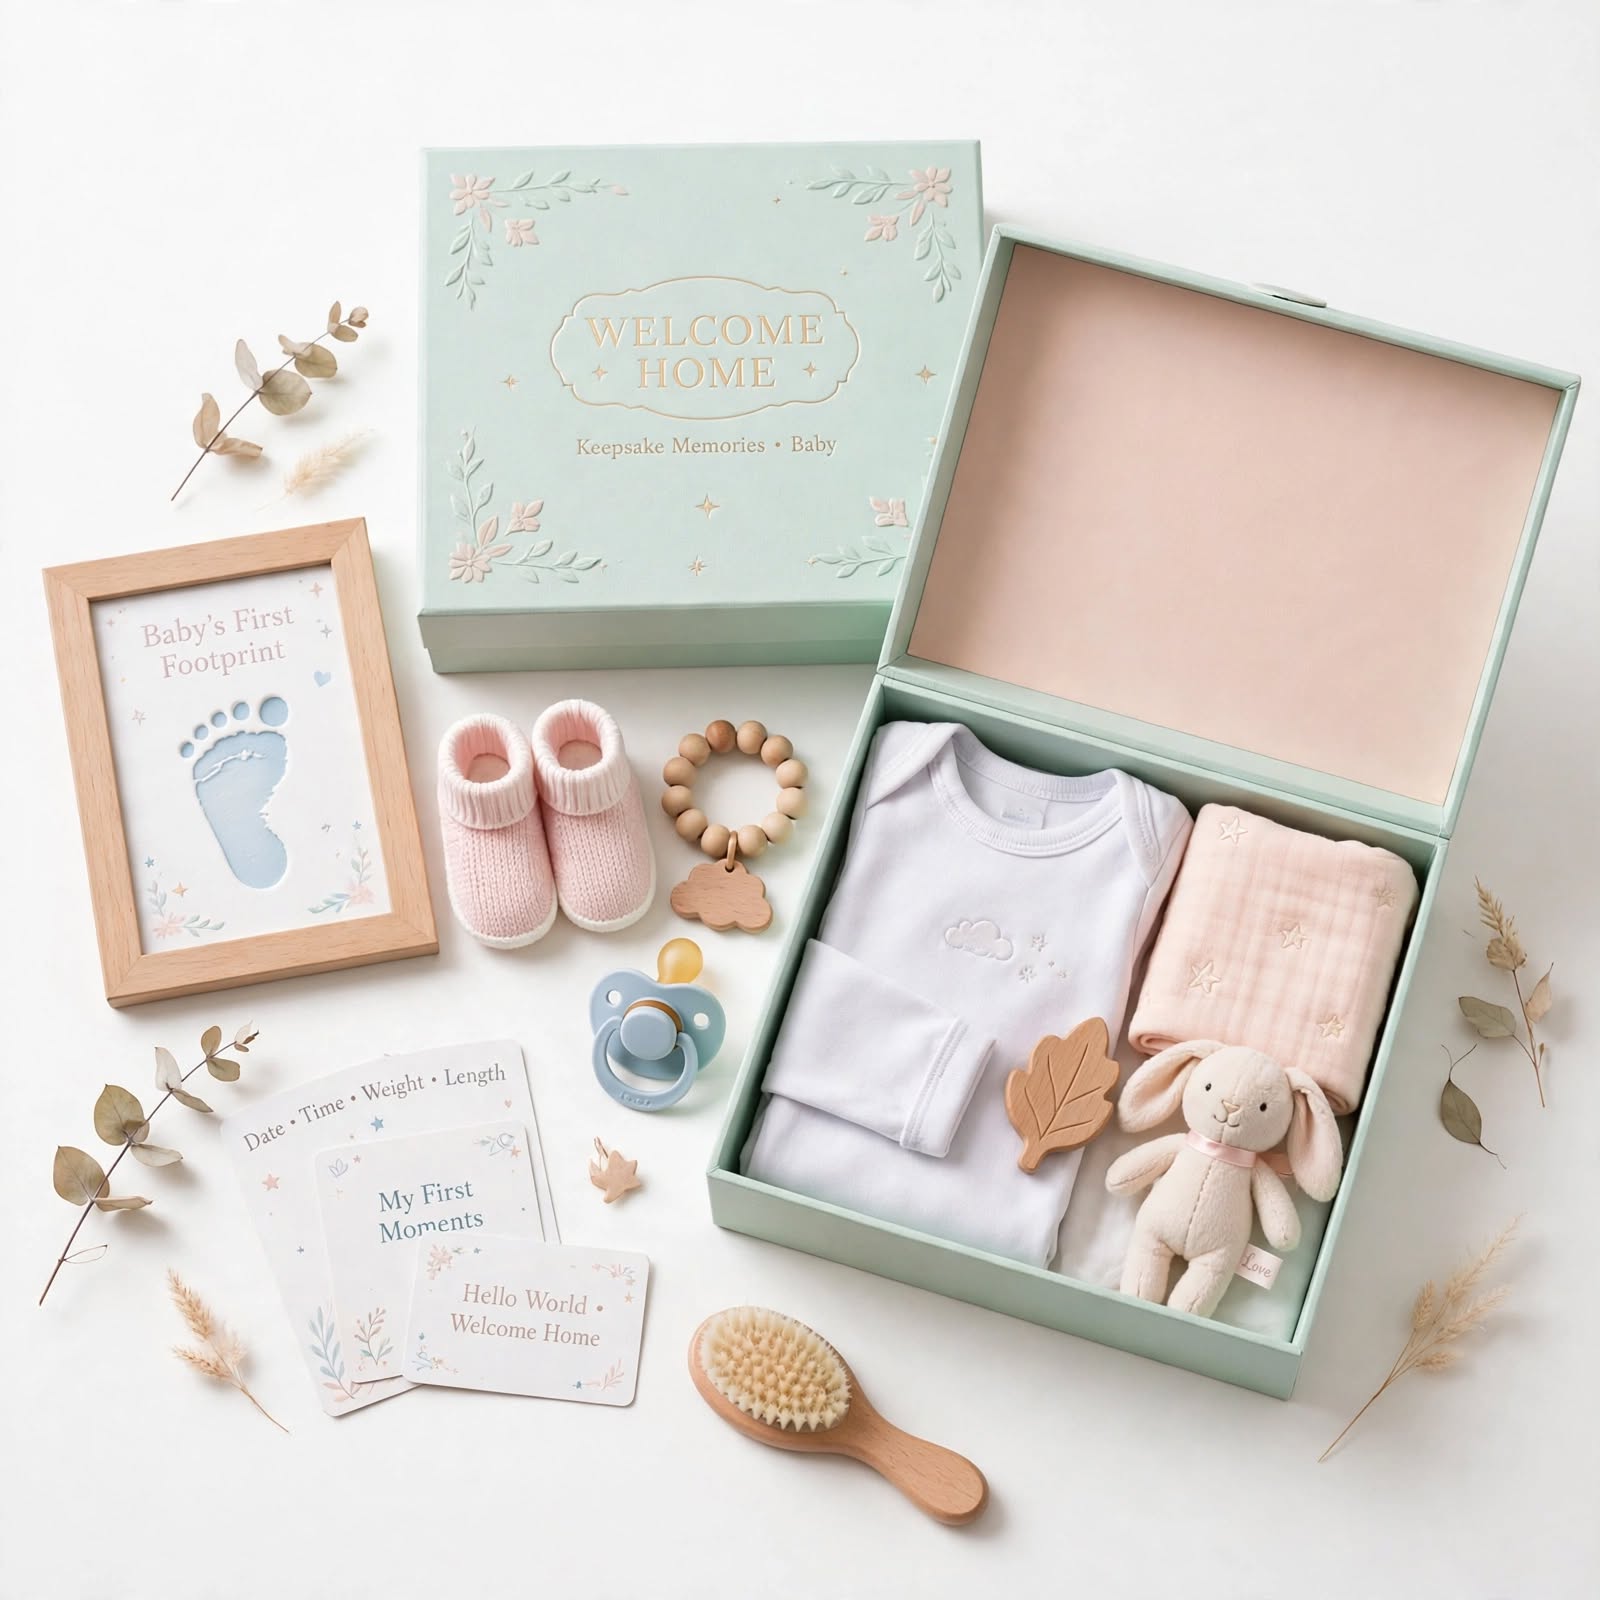 WELCOME
HOME
Keepsake Memories • Baby
Baby's First
Footprint
Date • Time • Weight • Length
My First
Moments
Hello World •
Welcome Home
Love